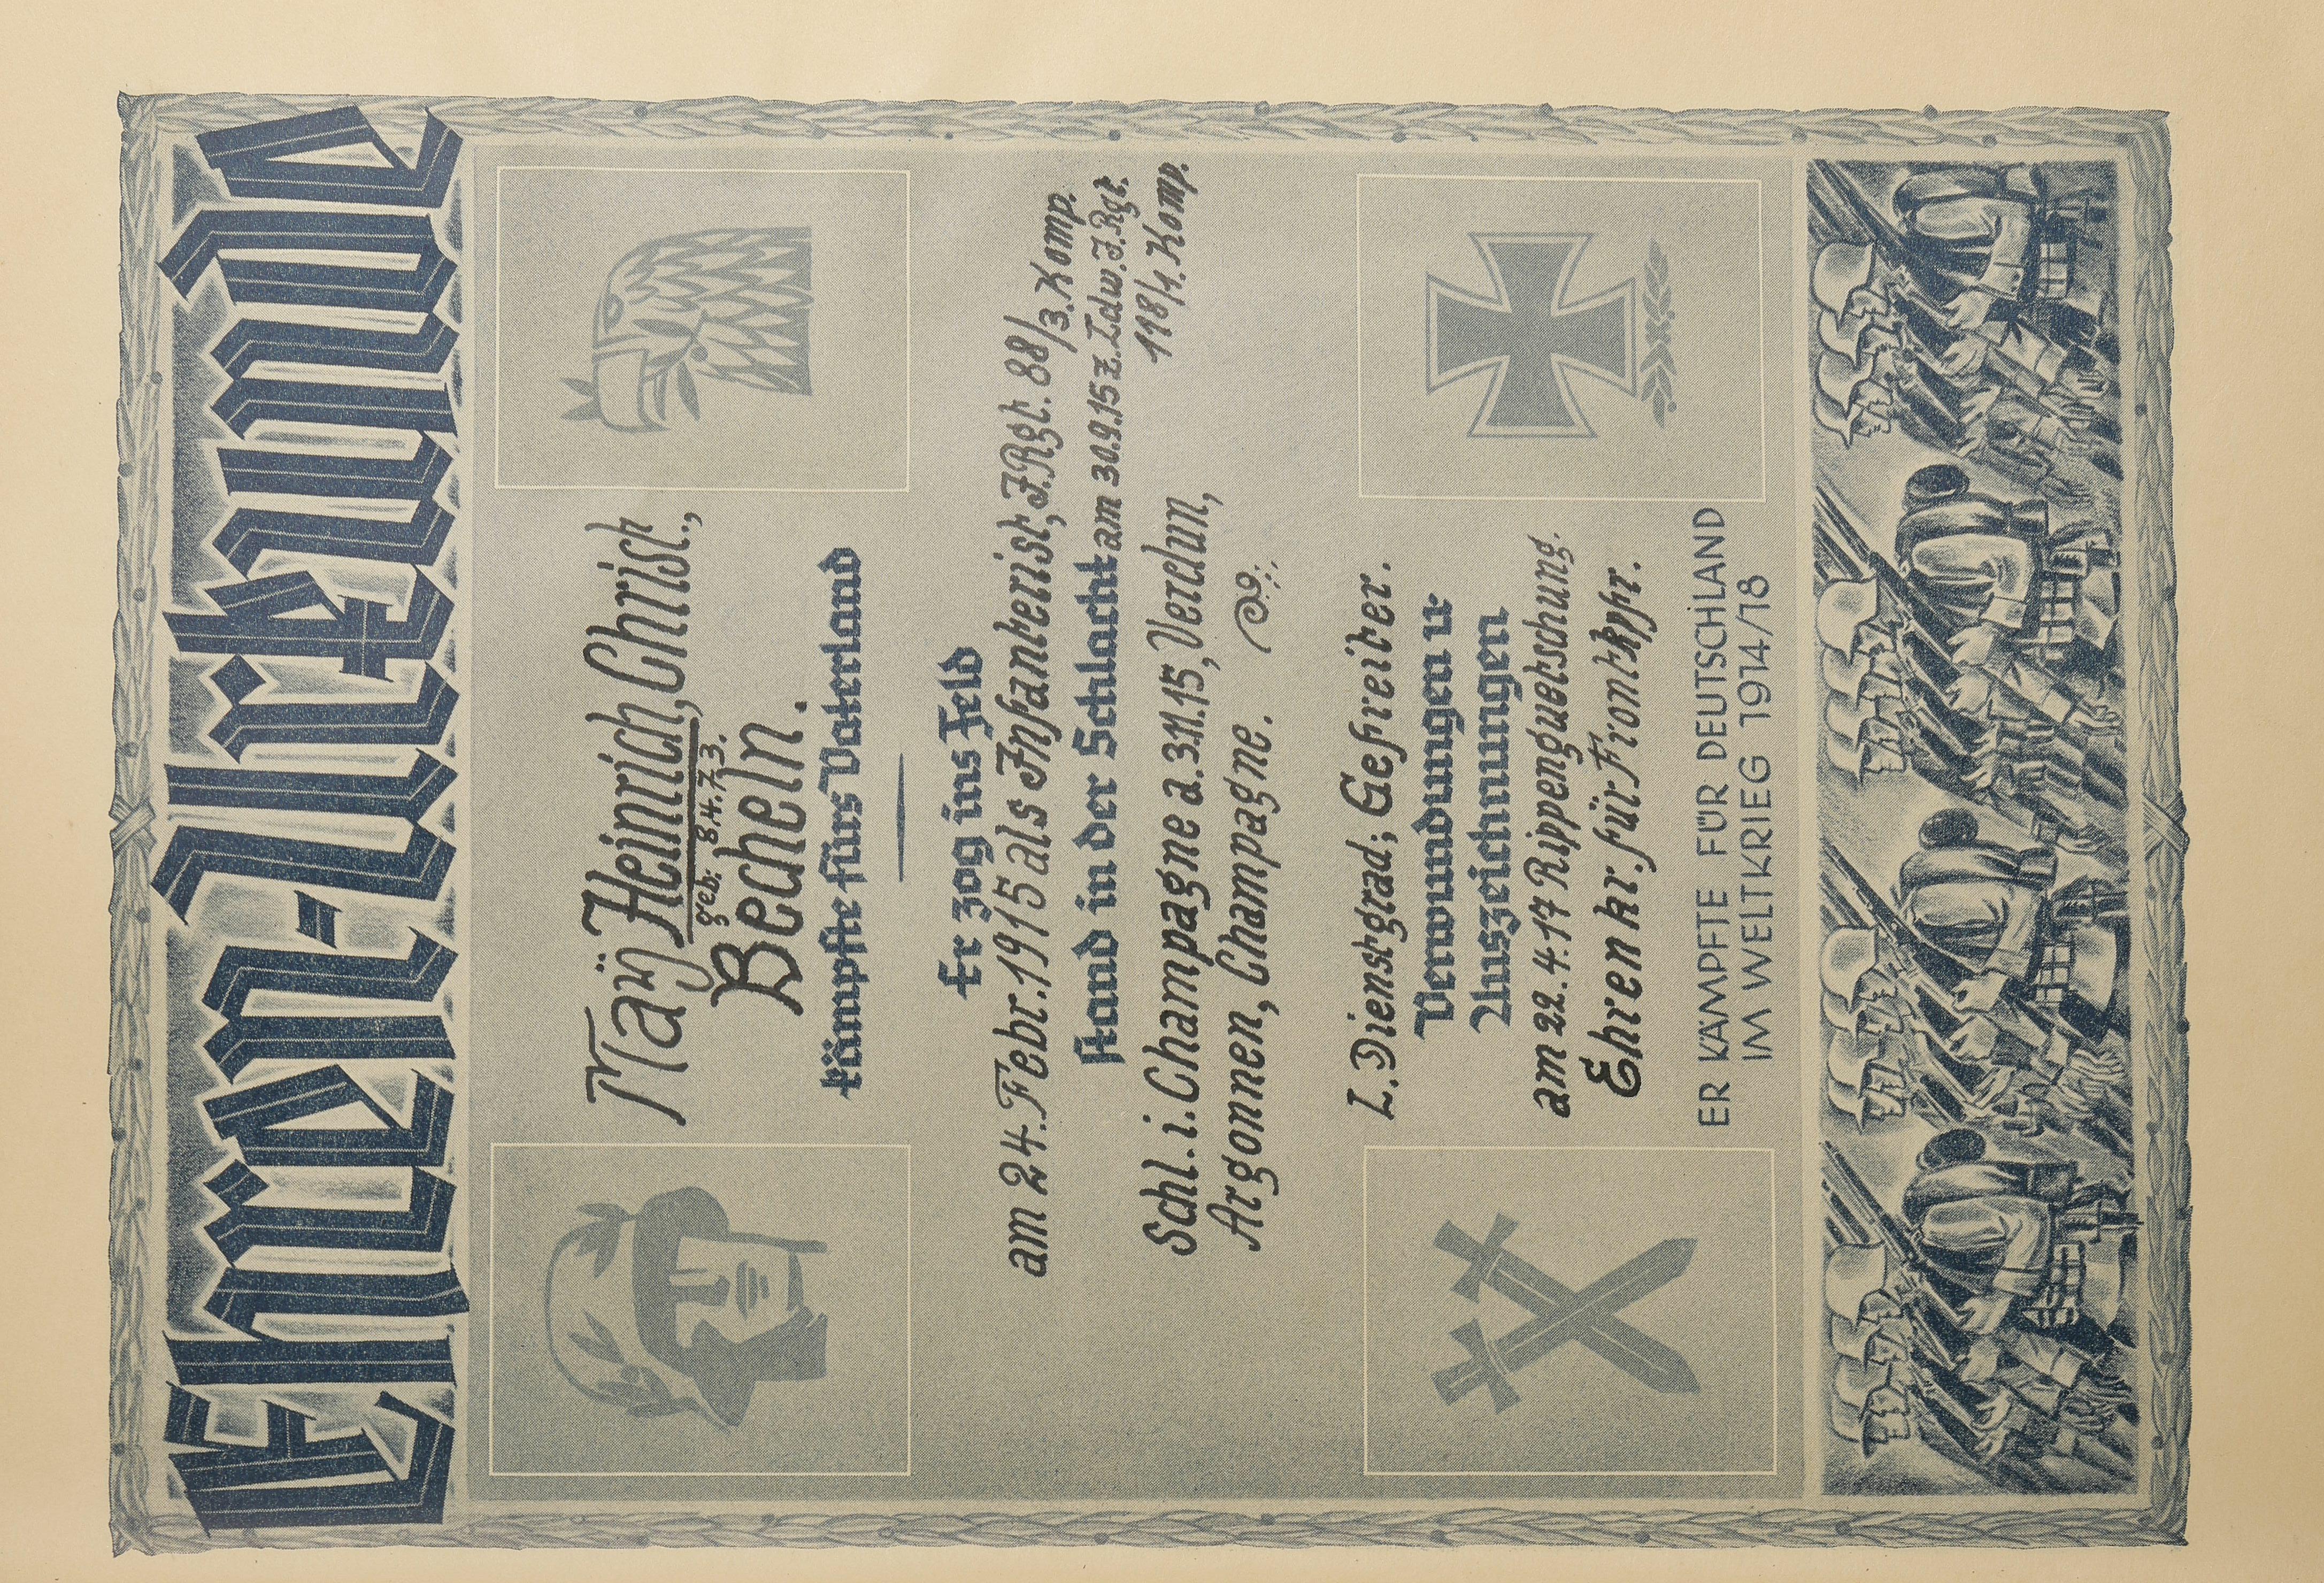 Ehren-Urkunde
Maÿ Heinrich, Christ.,
geb: 8.4.73.
Becheln.
kämpfte fürs Vaterland
Er zog ins Feld
am 24. Febr. 1915 als Infanterist, J.Rgt. 88/3. Komp.
stand in der Schlacht am 30.9.15 z. Ldw. J. Rgt.
118/4. Komp.
Schl. i. Champagne a. 3.11.15, Verdun,
Argonnen, Champagne.
L. Dienstgrad; Gefreiter.
Verwundungen u.
Auszeichnungen
am 22.4.17 Rippenquetschung.
Ehrenkr. für Frontkpfr.
ER KÄMPFTE FÜR DEUTSCHLAND
IM WELTKRIEG 1914/18